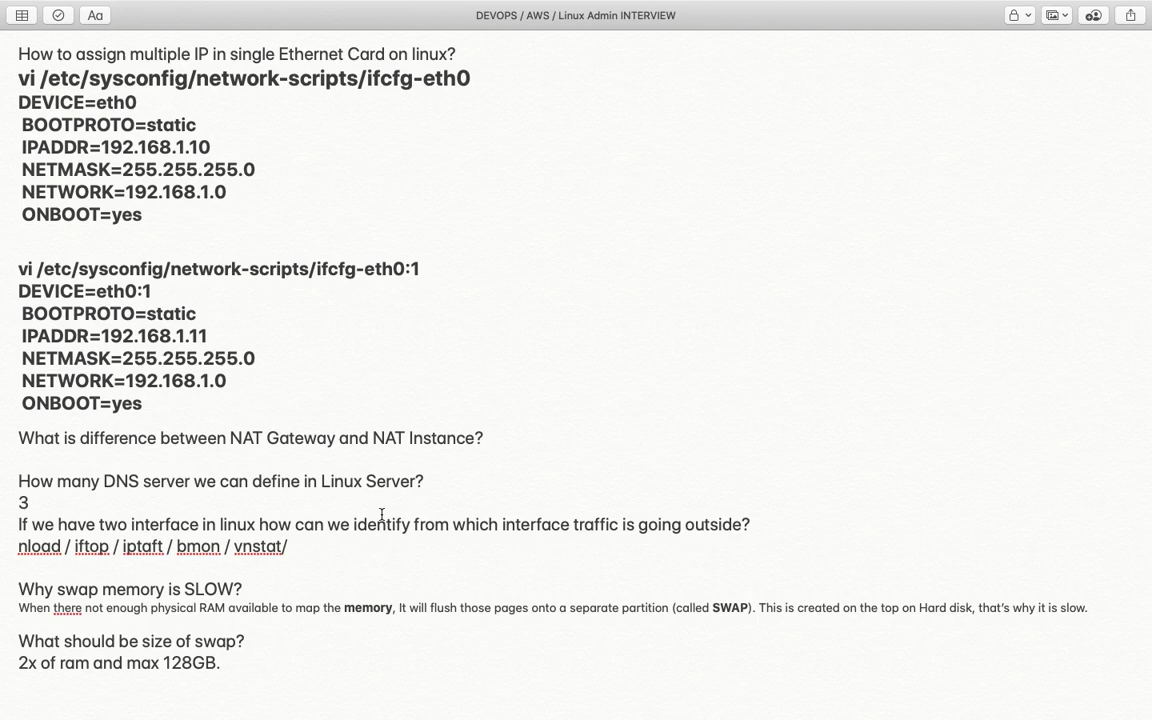 Aa
DEVOPS / AWS / Linux Admin INTERVIEW
How to assign multiple IP in single Ethernet Card on linux?
vi /etc/sysconfig/network-scripts/ifcfg-eth0
DEVICE=eth0
BOOTPROTO=static
IPADDR=192.168.1.10
NETMASK=255.255.255.0
NETWORK=192.168.1.0
ONBOOT=yes
vi /etc/sysconfig/network-scripts/ifcfg-eth0:1
DEVICE=eth0:1
BOOTPROTO=static
IPADDR=192.168.1.11
NETMASK=255.255.255.0
NETWORK=192.168.1.0
ONBOOT=yes
What is difference between NAT Gateway and NAT Instance?
How many DNS server we can define in Linux Server?
3
If we have two interface in linux how can we identify from which interface traffic is going outside?
nload / iftop / iptaft / bmon / vnstat/
Why swap memory is SLOW?
When there not enough physical RAM available to map the memory, It will flush those pages onto a separate partition (called SWAP). This is created on the top on Hard disk, that's why it is slow.
What should be size of swap?
2x of ram and max 128GB.